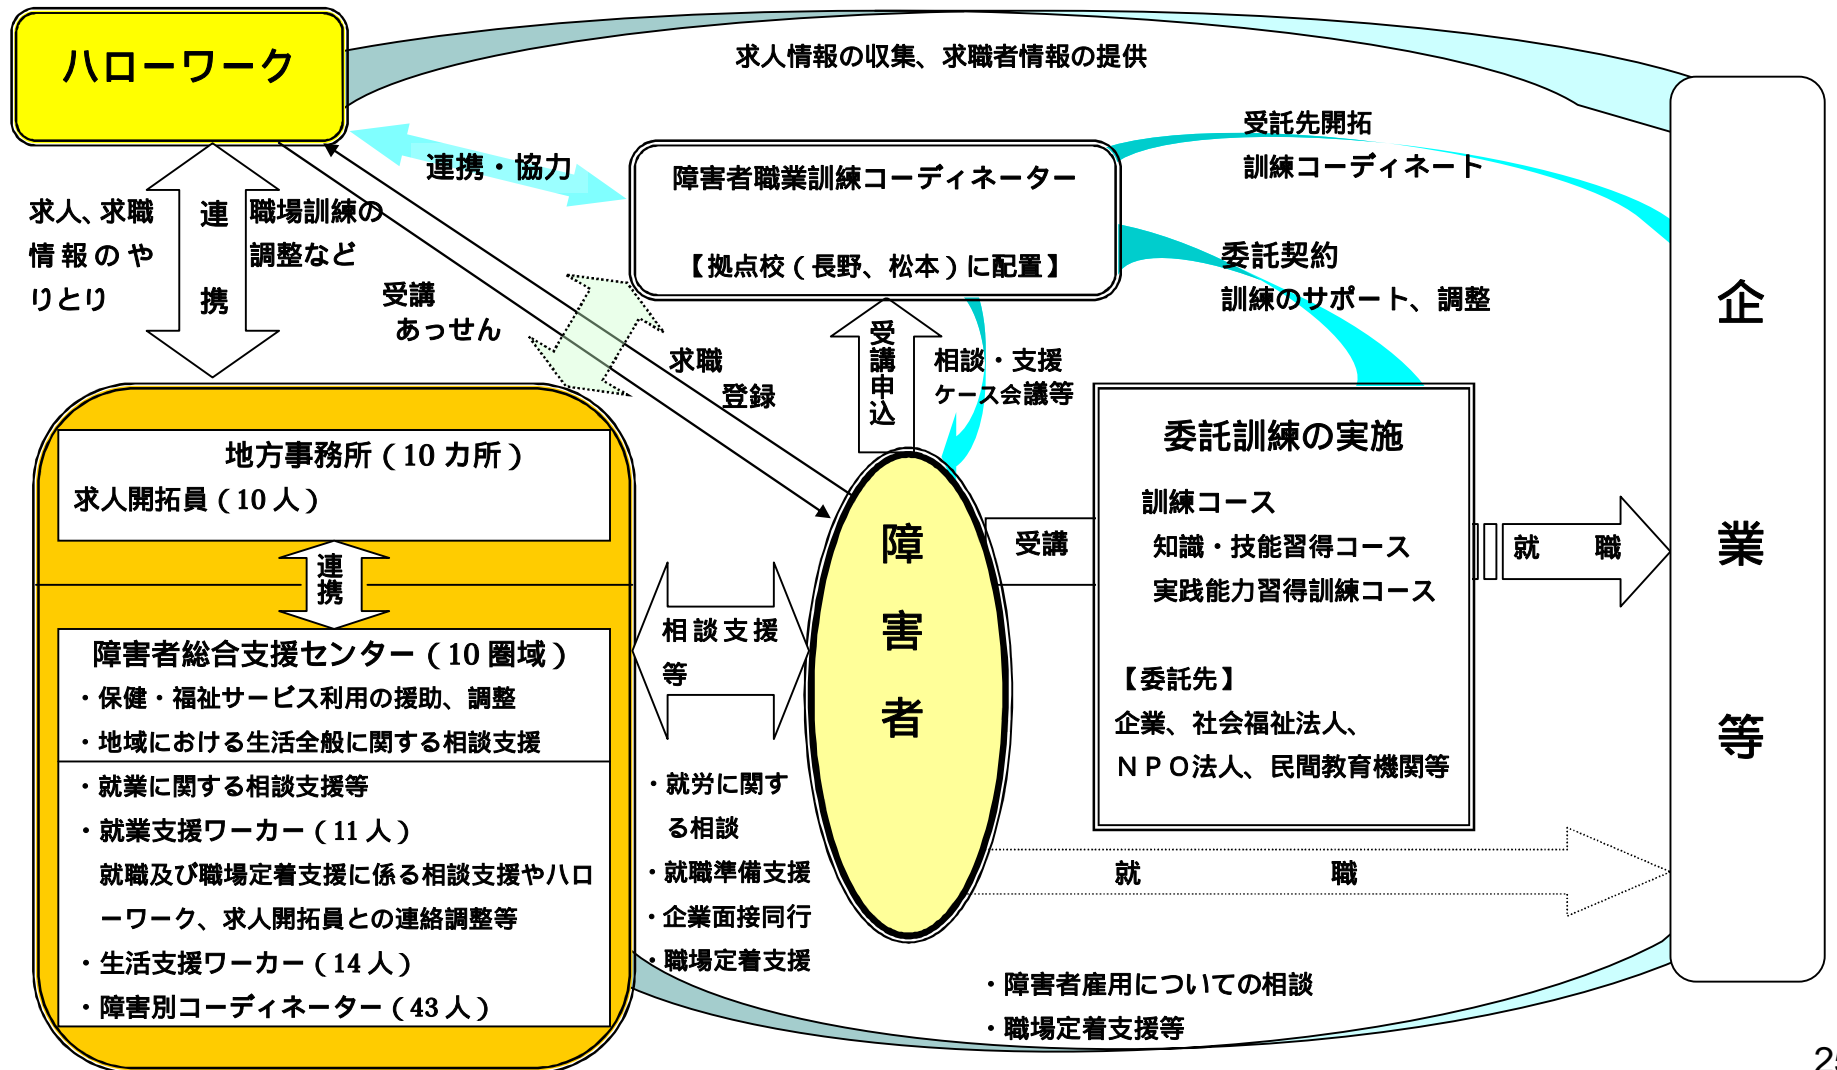 ハローワーク
求人情報の収集、求職者情報の提供
受託先開拓
訓練コーディネート
連携・協力
障害者職業訓練コーディネーター
【拠点校（長野、松本）に配置】
求人、求職
情報のや
りとり
連
携
職場訓練の
調整など
受講
あっせん
求職
登録
受
講
申
込
相談・支援
ケース会議等
委託契約
訓練のサポート、調整
企
業
等
地方事務所（10カ所）
求人開拓員（10人）
連
携
障害者総合支援センター（10圏域）
・保健・福祉サービス利用の援助、調整
・地域における生活全般に関する相談支援
・就業に関する相談支援等
・就業支援ワーカー（11人）
就職及び職場定着支援に係る相談支援やハロ
ーワーク、求人開拓員との連絡調整等
・生活支援ワーカー（14人）
・障害別コーディネーター（43人）
相談支援
等
・就労に関す
る相談
・就職準備支援
・企業面接同行
・職場定着支援
障
害
者
受講
委託訓練の実施
訓練コース
知識・技能習得コース
実践能力習得訓練コース
【委託先】
企業、社会福祉法人、
ＮＰＯ法人、民間教育機関等
就　職
就　職
・障害者雇用についての相談
・職場定着支援等